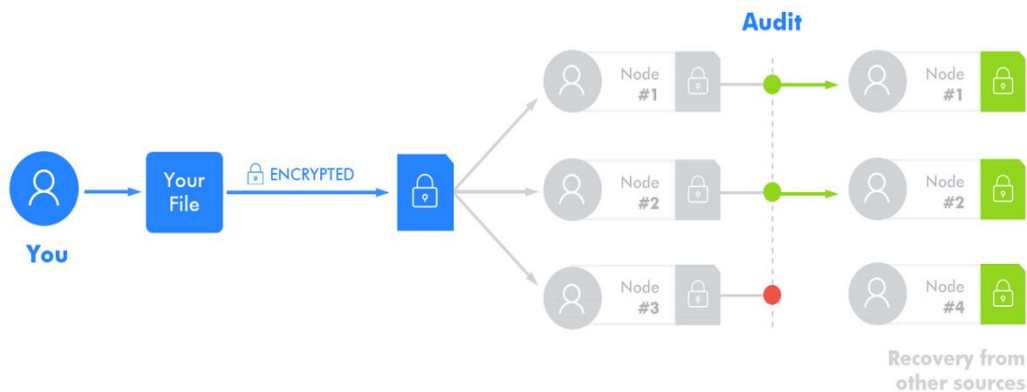 Audit
Node
#1
Node
#1
You
Your
File
ENCRYPTED
Node
#2
Node
#2
Node
#3
Node
#4
Recovery from
other sources